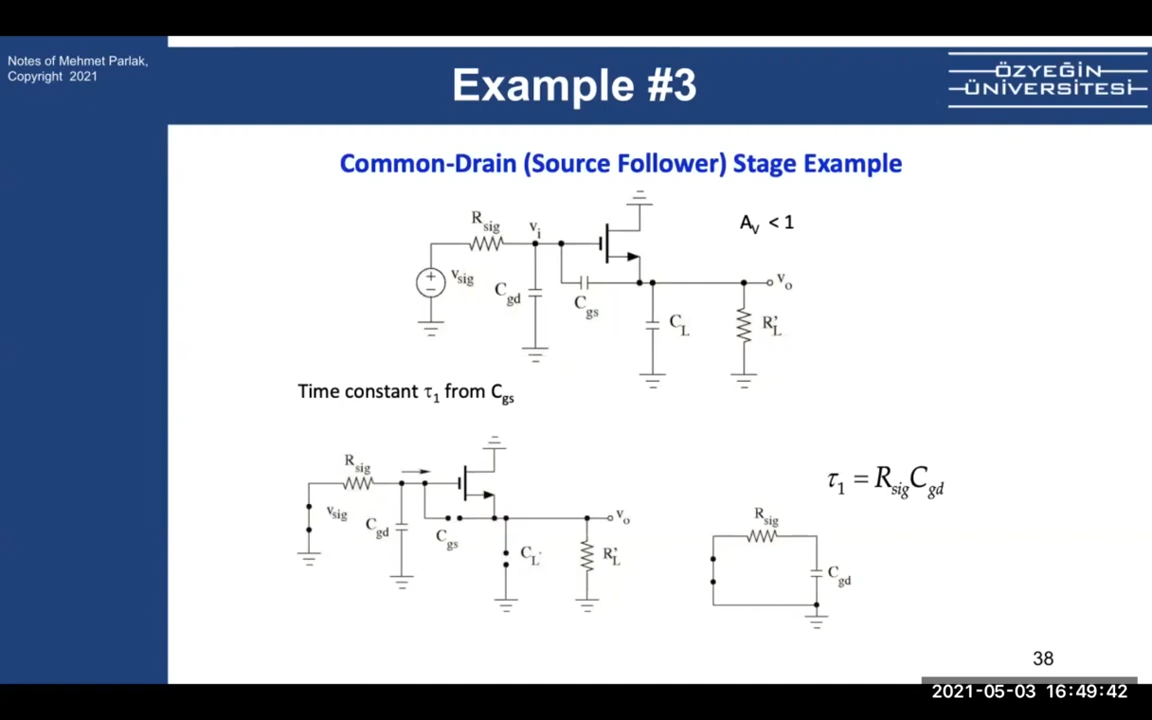 Notes of Mehmet Parlak,
Copyright 2021
Example #3
ÖZYEĞİN
ÜNİVERSİTESİ
Common-Drain (Source Follower) Stage Example
R_sig
v_i
A_V < 1
v_sig
C_gd
C_gs
C_L
R'_L
v_o
Time constant τ_1 from C_gs
R_sig
v_sig
C_gd
C_gs
C_L
R'_L
v_o
τ_1 = R_sig C_gd
R_sig
C_gd
38
2021-05-03 16:49:42